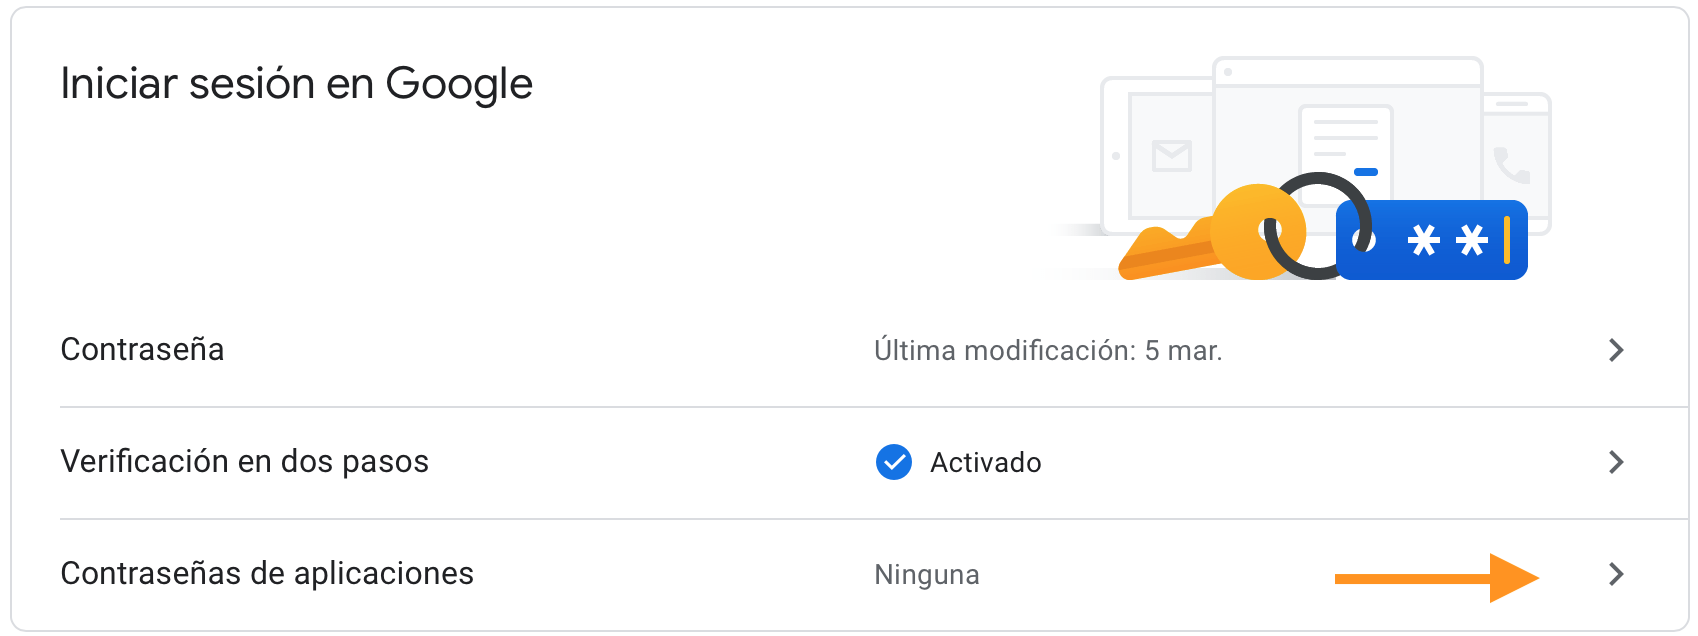 Iniciar sesión en Google
**
Contraseña
Última modificación: 5 mar.
Verificación en dos pasos
Activado
Contraseñas de aplicaciones
Ninguna